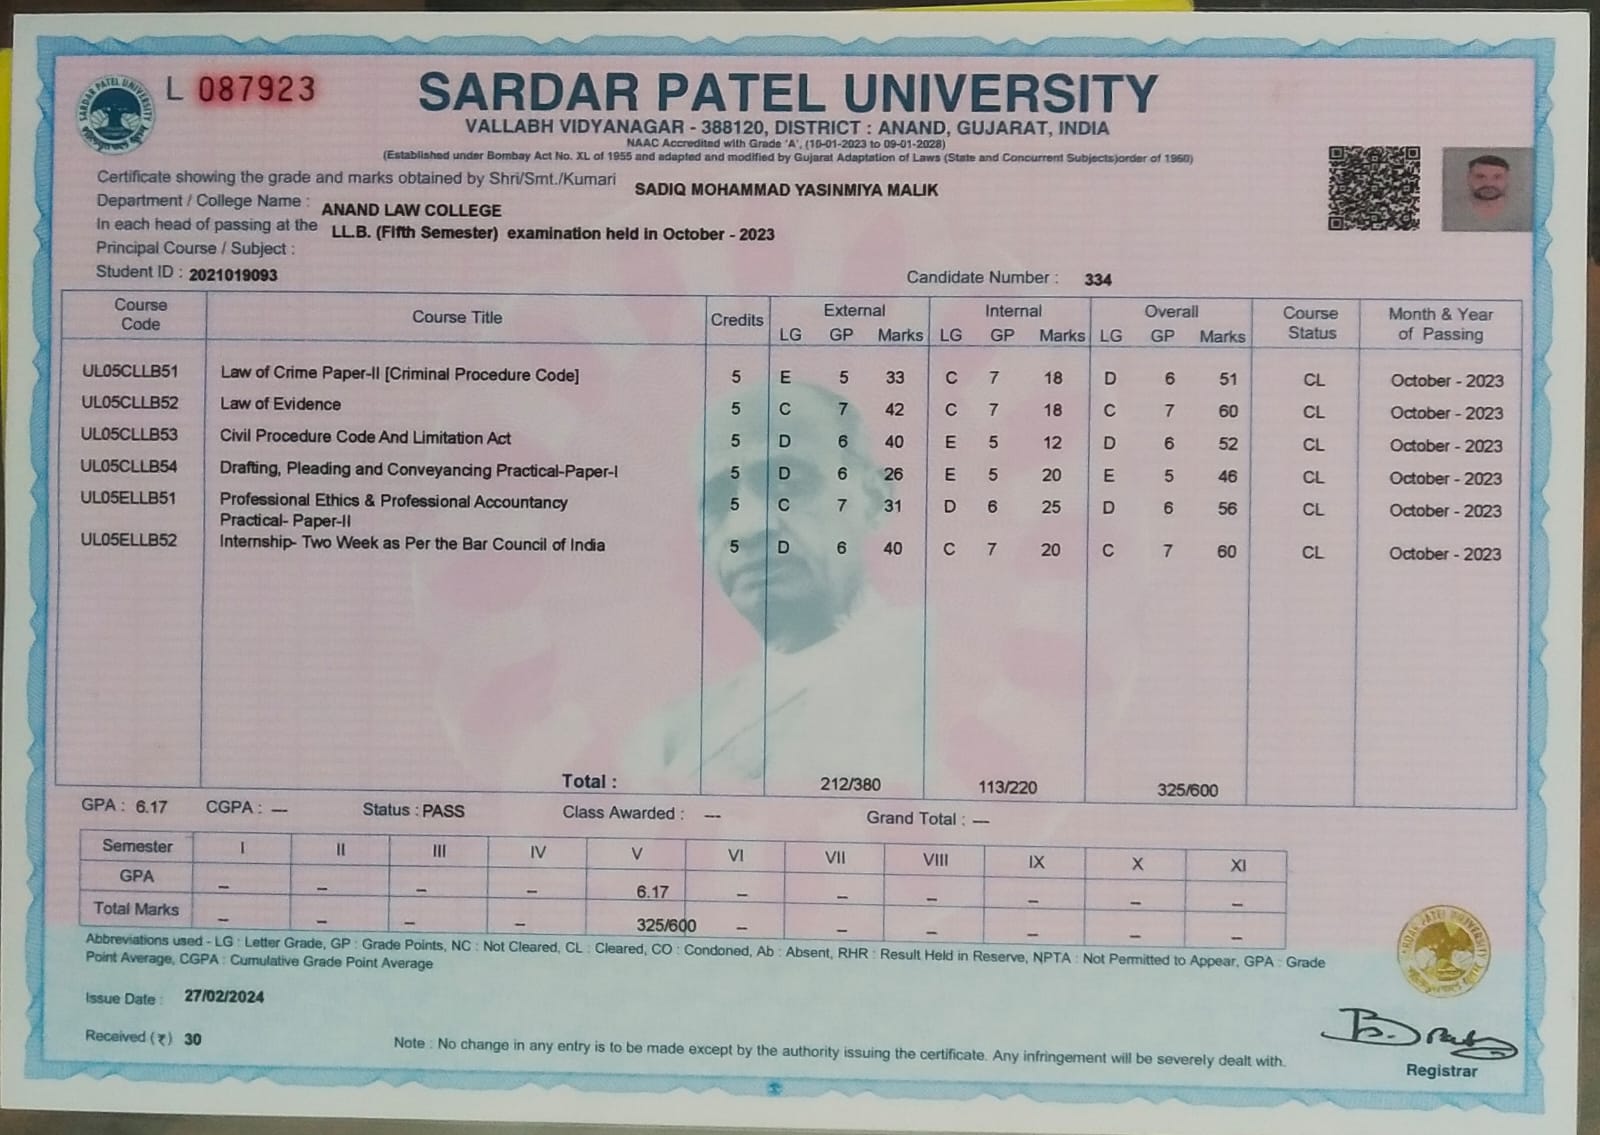 L 087923
SARDAR PATEL UNIVERSITY
VALLABH VIDYANAGAR - 388120, DISTRICT : ANAND, GUJARAT, INDIA
NAAC Accredited with Grade 'A', (10-01-2023 to 09-01-2028)
(Established under Bombay Act No. XL of 1955 and adapted and modified by Gujarat Adaptation of Laws (State and Concurrent Subjects)order of 1960)
Certificate showing the grade and marks obtained by Shri/Smt./Kumari SADIQ MOHAMMAD YASINMIYA MALIK
Department / College Name : ANAND LAW COLLEGE
In each head of passing at the LL.B. (Fifth Semester) examination held in October - 2023
Principal Course / Subject :
Student ID : 2021019093 Candidate Number : 334
Course Code Course Title Credits External Internal Overall Course Status Month & Year of Passing
LG GP Marks LG GP Marks LG GP Marks
UL05CLLB51 Law of Crime Paper-II [Criminal Procedure Code] 5 E 5 33 C 7 18 D 6 51 CL October - 2023
UL05CLLB52 Law of Evidence 5 C 7 42 C 7 18 C 7 60 CL October - 2023
UL05CLLB53 Civil Procedure Code And Limitation Act 5 D 6 40 E 5 12 D 6 52 CL October - 2023
UL05CLLB54 Drafting, Pleading and Conveyancing Practical-Paper-I 5 D 6 26 E 5 20 E 5 46 CL October - 2023
UL05ELLB51 Professional Ethics & Professional Accountancy 5 C 7 31 D 6 25 D 6 56 CL October - 2023
Practical- Paper-II
UL05ELLB52 Internship- Two Week as Per the Bar Council of India 5 D 6 40 C 7 20 C 7 60 CL October - 2023
Total : 212/380 113/220 325/600
GPA : 6.17 CGPA : --- Status : PASS Class Awarded : --- Grand Total : ---
Semester I II III IV V VI VII VIII IX X XI
GPA – – – – 6.17 – – – – – –
Total Marks – – – – 325/600 – – – – – –
Abbreviations used - LG : Letter Grade, GP : Grade Points, NC : Not Cleared, CL : Cleared, CO : Condoned, Ab : Absent, RHR : Result Held in Reserve, NPTA : Not Permitted to Appear, GPA : Grade
Point Average, CGPA : Cumulative Grade Point Average
Issue Date : 27/02/2024
Received (₹) 30
Note : No change in any entry is to be made except by the authority issuing the certificate. Any infringement will be severely dealt with.
Registrar